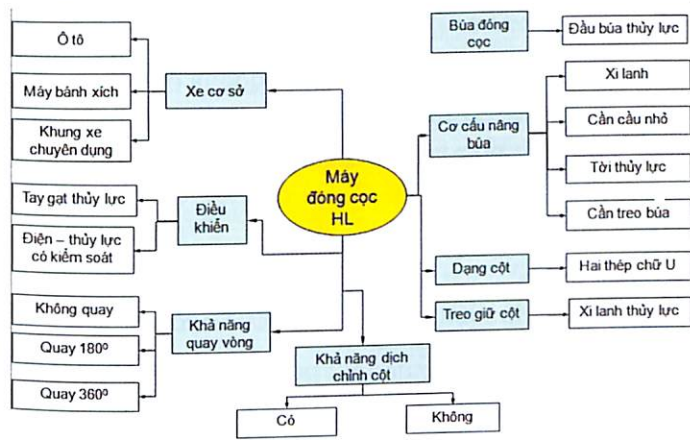 Ô tô
Máy bánh xích
Khung xe
chuyên dụng
Xe cơ sở
Tay gạt thủy lực
Điện – thủy lực
có kiểm soát
Điều
khiển
Không quay
Quay 180º
Quay 360º
Khả năng
quay vòng
Máy
đóng cọc
HL
Búa đóng
cọc
Đầu búa thủy lực
Cơ cấu nâng
búa
Xi lanh
Cần cẩu nhỏ
Tời thủy lực
Cần treo búa
Dạng cột
Hai thép chữ U
Treo giữ cột
Xi lanh thủy lực
Khả năng dịch
chỉnh cột
Có
Không